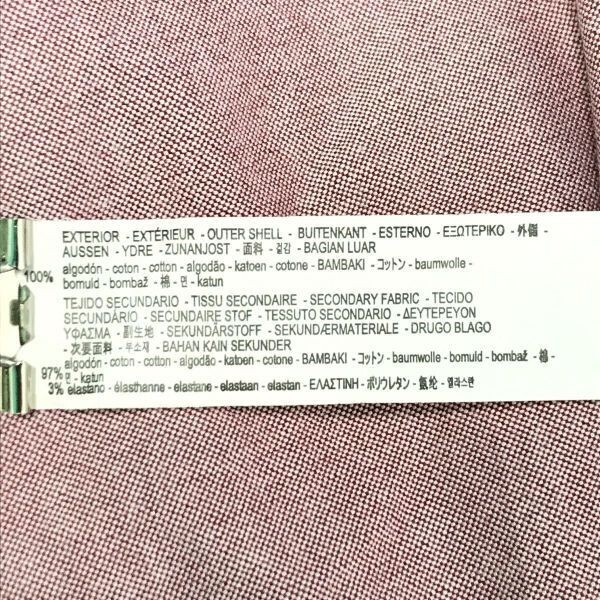 EXTERIOR - EXTÉRIEUR - OUTER SHELL - BUITENKANT - ESTERNO - ΕΞΩΤΕΡΙΚΟ - 外側 -
AUSSEN - YDRE - ZUNANJOST - 面料 - 겉감 - BAGIAN LUAR
100% algodón - coton - cotton - algodão - katoen - cotone - BAMBAKI - コットン - baumwolle -
bomuld - bombaž - 棉 - 면 - katun
TEJIDO SECUNDARIO - TISSU SECONDAIRE - SECONDARY FABRIC - TECIDO
SECUNDÁRIO - SECUNDAIRE STOF - TESSUTO SECONDARIO - ΔΕΥΤΕΡΕΥΟΝ
ΥΦΑΣΜΑ - 副生地 - SEKUNDÄRSTOFF - SEKUNDÆRMATERIALE - DRUGO BLAGO
- 次要面料 - 부소재 - BAHAN KAIN SEKUNDER
97% algodón - coton - cotton - algodão - katoen - cotone - BAMBAKI - コットン - baumwolle - bomuld - bombaž - 棉 -
면 - katun
3% elastano - élasthanne - elastane - elastaan - elastan - ΕΛΑΣΤΙΝΗ - ポリウレタン - 氨纶 - 엘라스탄